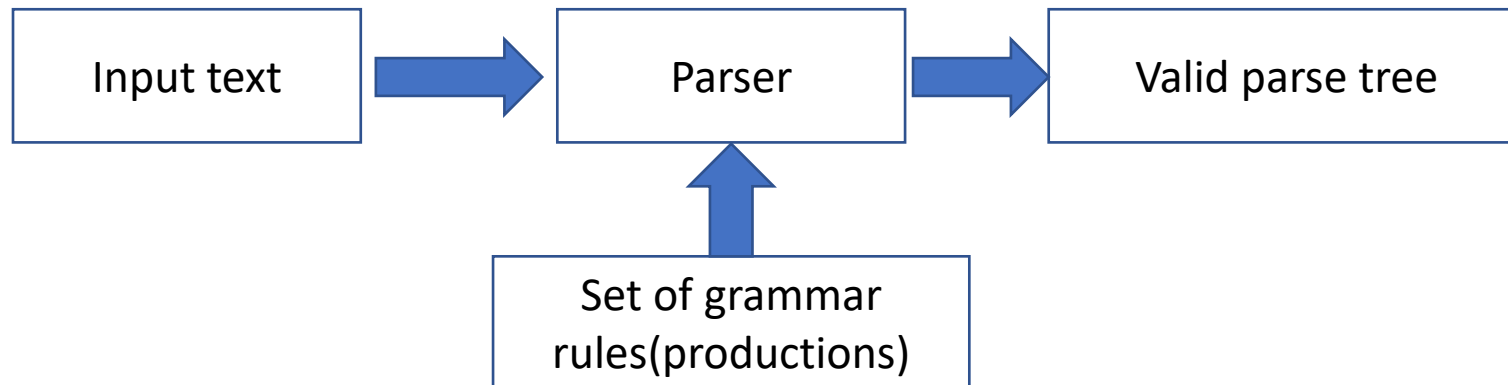 Input text
Parser
Valid parse tree
Set of grammar
rules(productions)